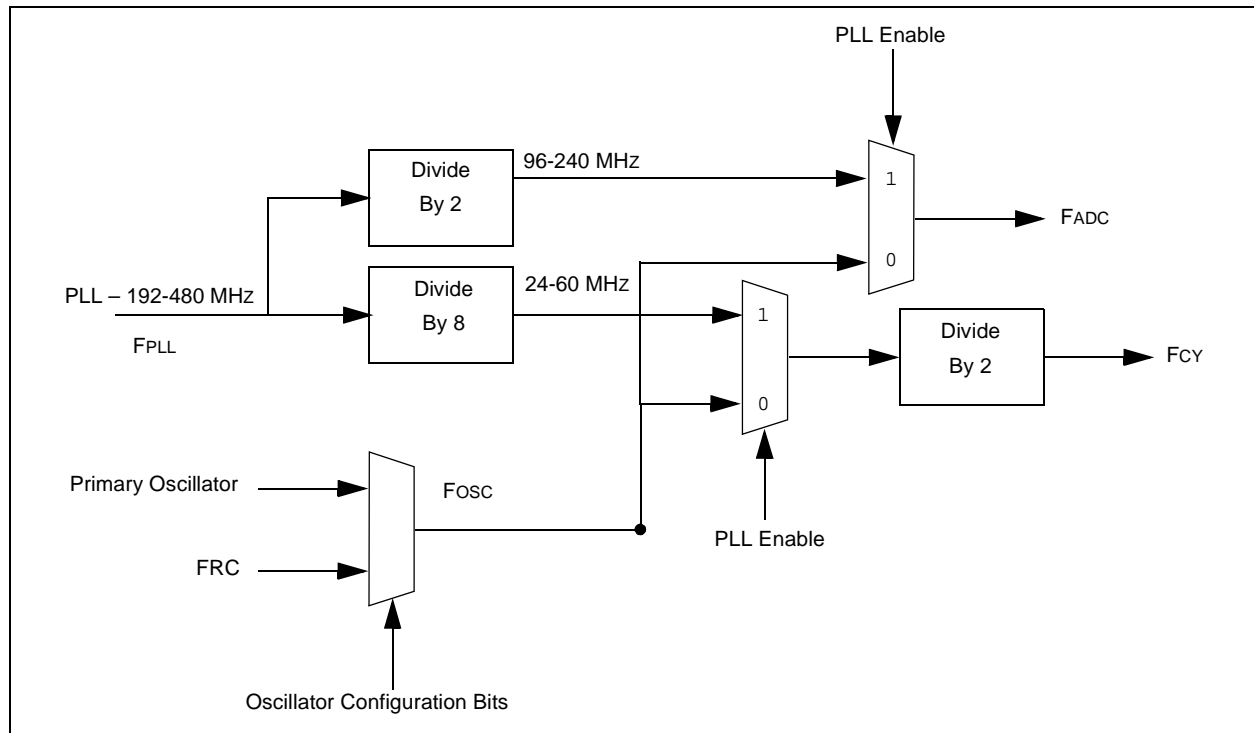 PLL Enable
Divide
By 2
96-240 MHz
1
0
FADC
PLL – 192-480 MHz
FPLL
Divide
By 8
24-60 MHz
1
0
Divide
By 2
FCY
Primary Oscillator
FOSC
FRC
PLL Enable
Oscillator Configuration Bits